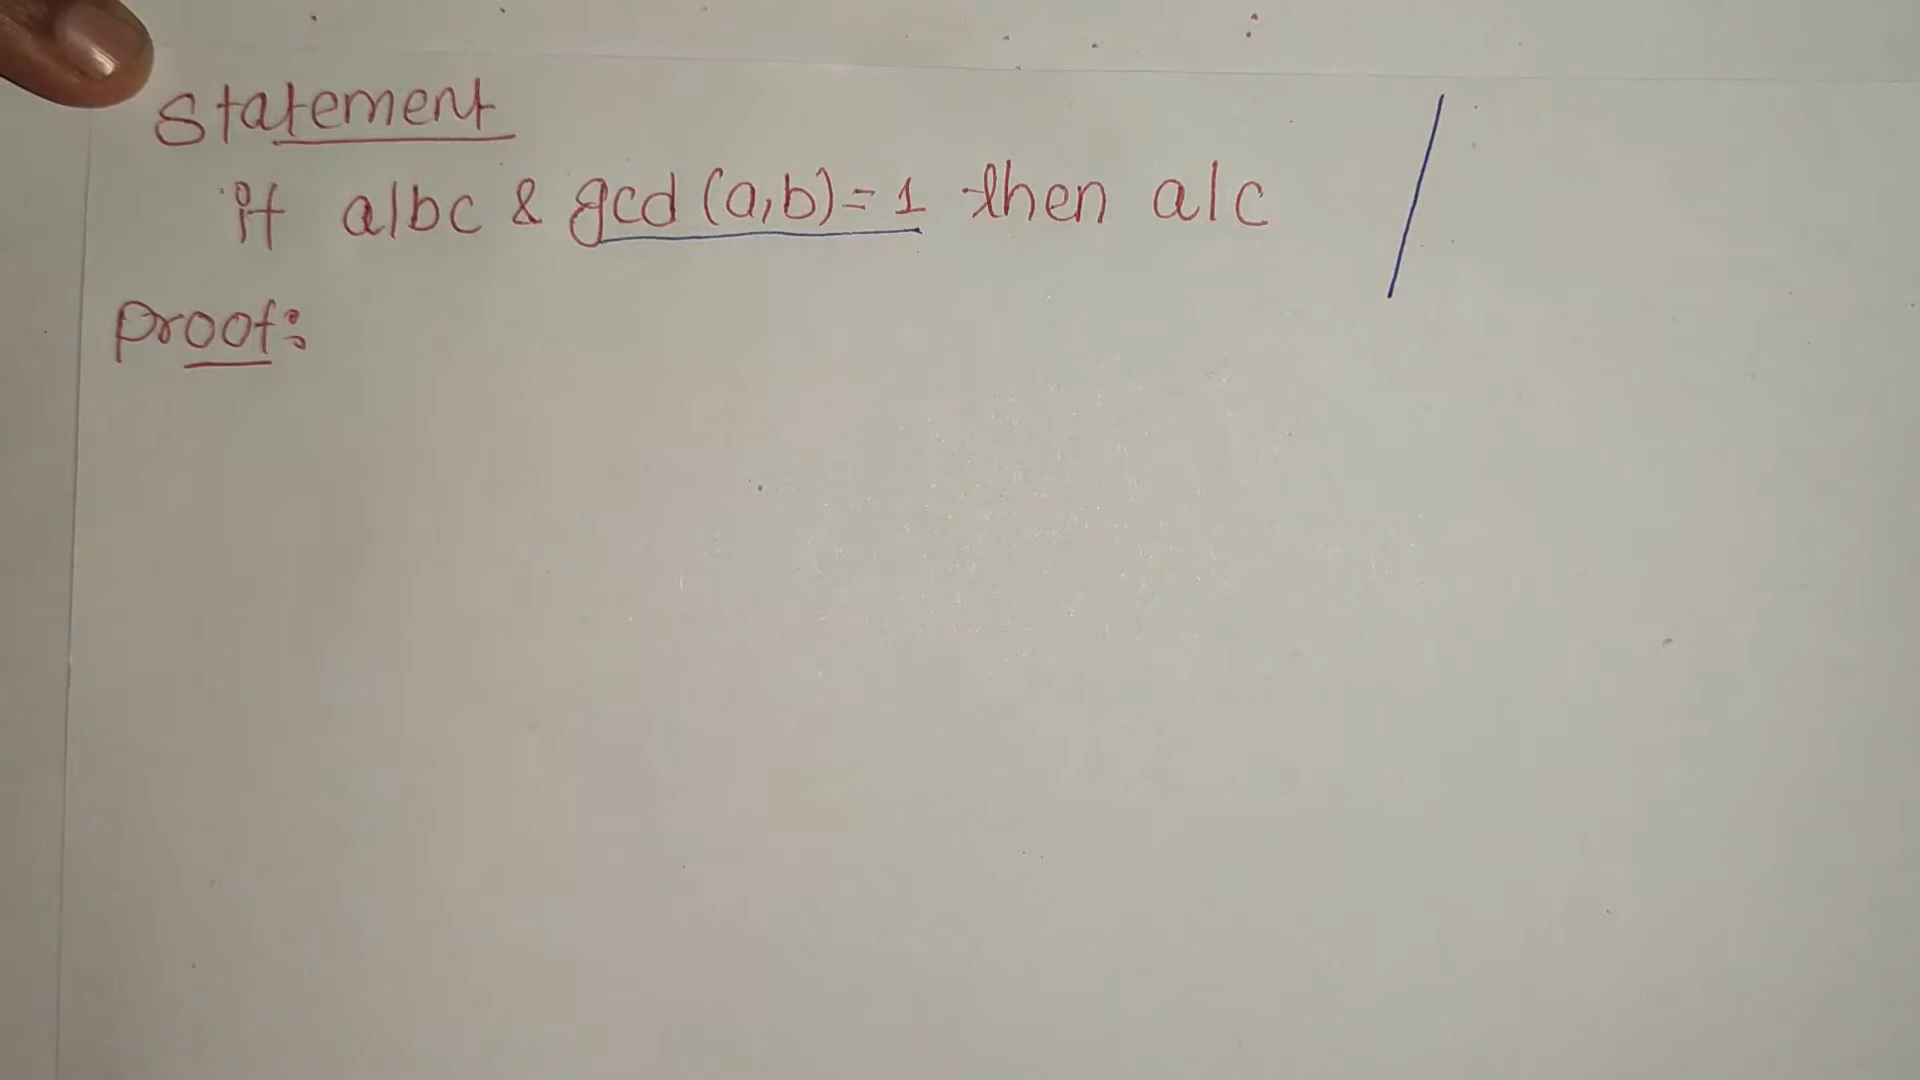 Statement
if a/bc & gcd (a,b)=1 then a/c
Proof: